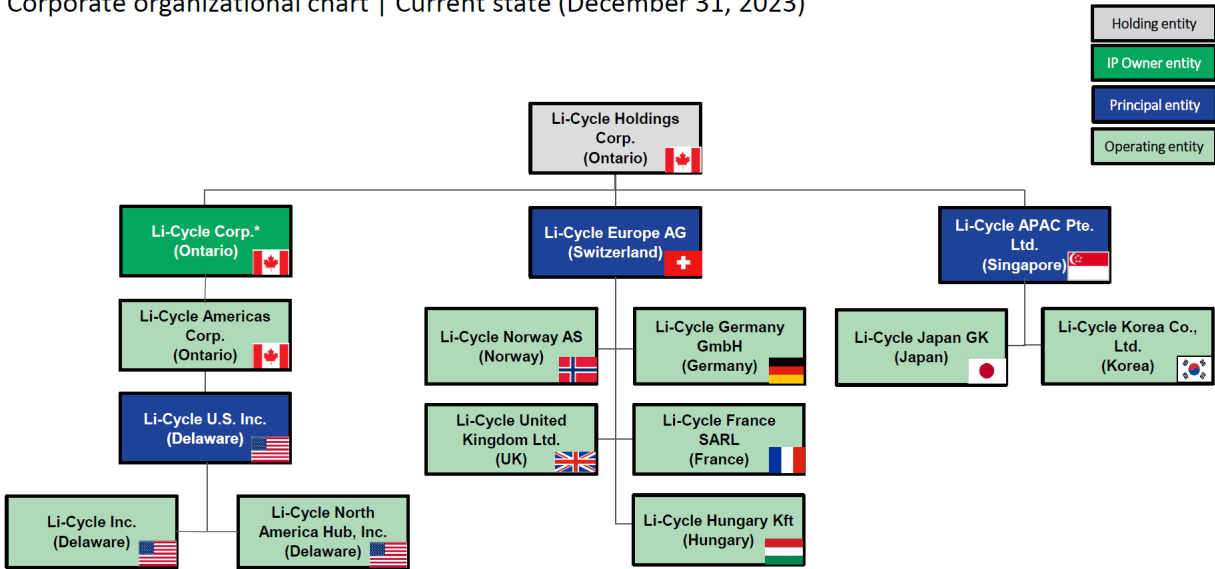 Corporate organizational chart | Current state (December 31, 2023)
Holding entity
IP Owner entity
Principal entity
Operating entity
Li-Cycle Holdings
Corp.
(Ontario)
Li-Cycle Corp.*
(Ontario)
Li-Cycle Europe AG
(Switzerland)
Li-Cycle APAC Pte.
Ltd.
(Singapore)
Li-Cycle Americas
Corp.
(Ontario)
Li-Cycle Norway AS
(Norway)
Li-Cycle Germany
GmbH
(Germany)
Li-Cycle Japan GK
(Japan)
Li-Cycle Korea Co.,
Ltd.
(Korea)
Li-Cycle U.S. Inc.
(Delaware)
Li-Cycle United
Kingdom Ltd.
(UK)
Li-Cycle France
SARL
(France)
Li-Cycle Inc.
(Delaware)
Li-Cycle North
America Hub, Inc.
(Delaware)
Li-Cycle Hungary Kft
(Hungary)